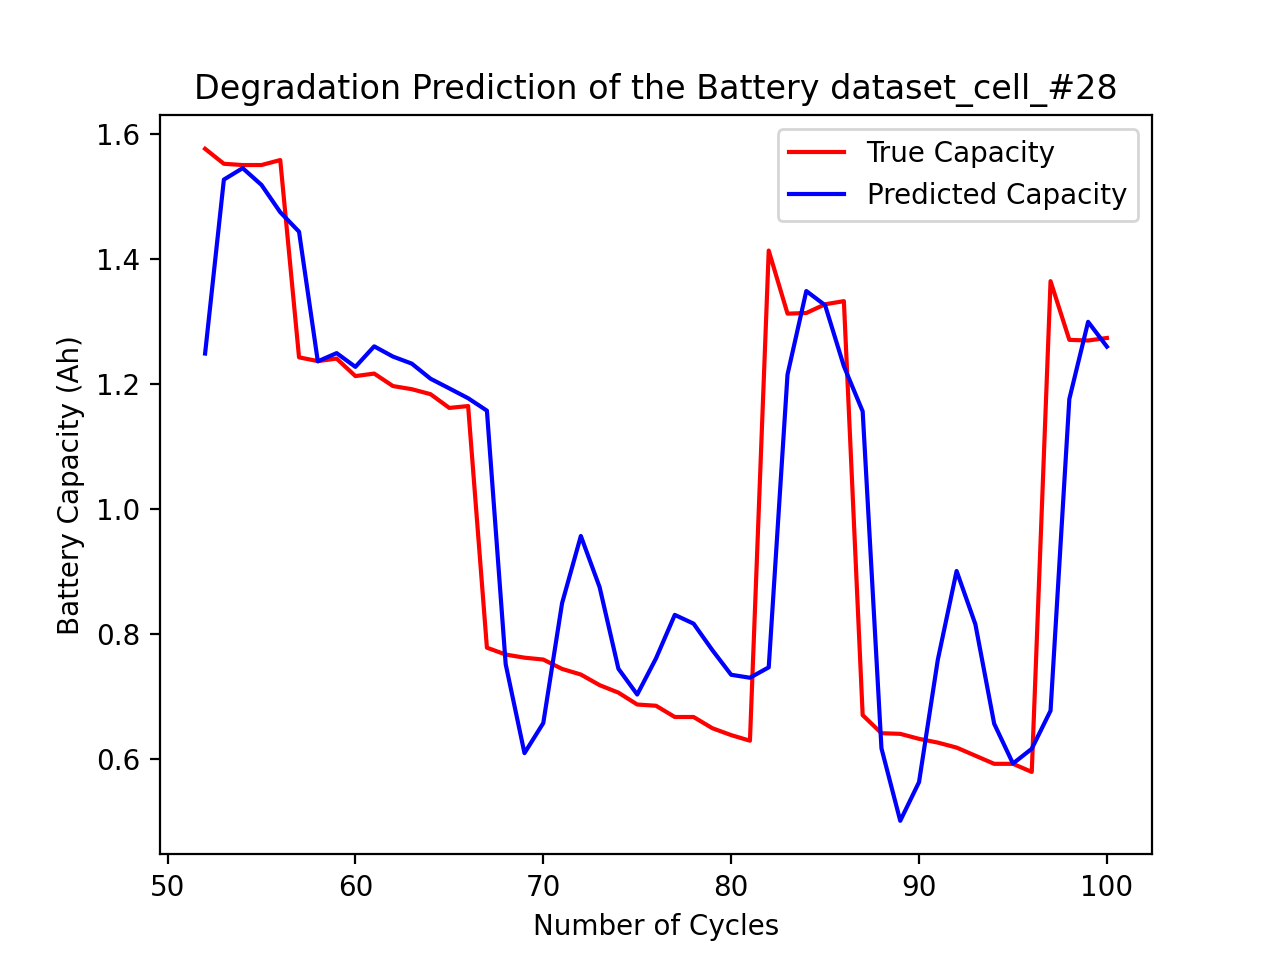 Degradation Prediction of the Battery dataset_cell_#28
True Capacity
Predicted Capacity
Battery Capacity (Ah)
1.6
1.4
1.2
1.0
0.8
0.6
50 60 70 80 90 100
Number of Cycles